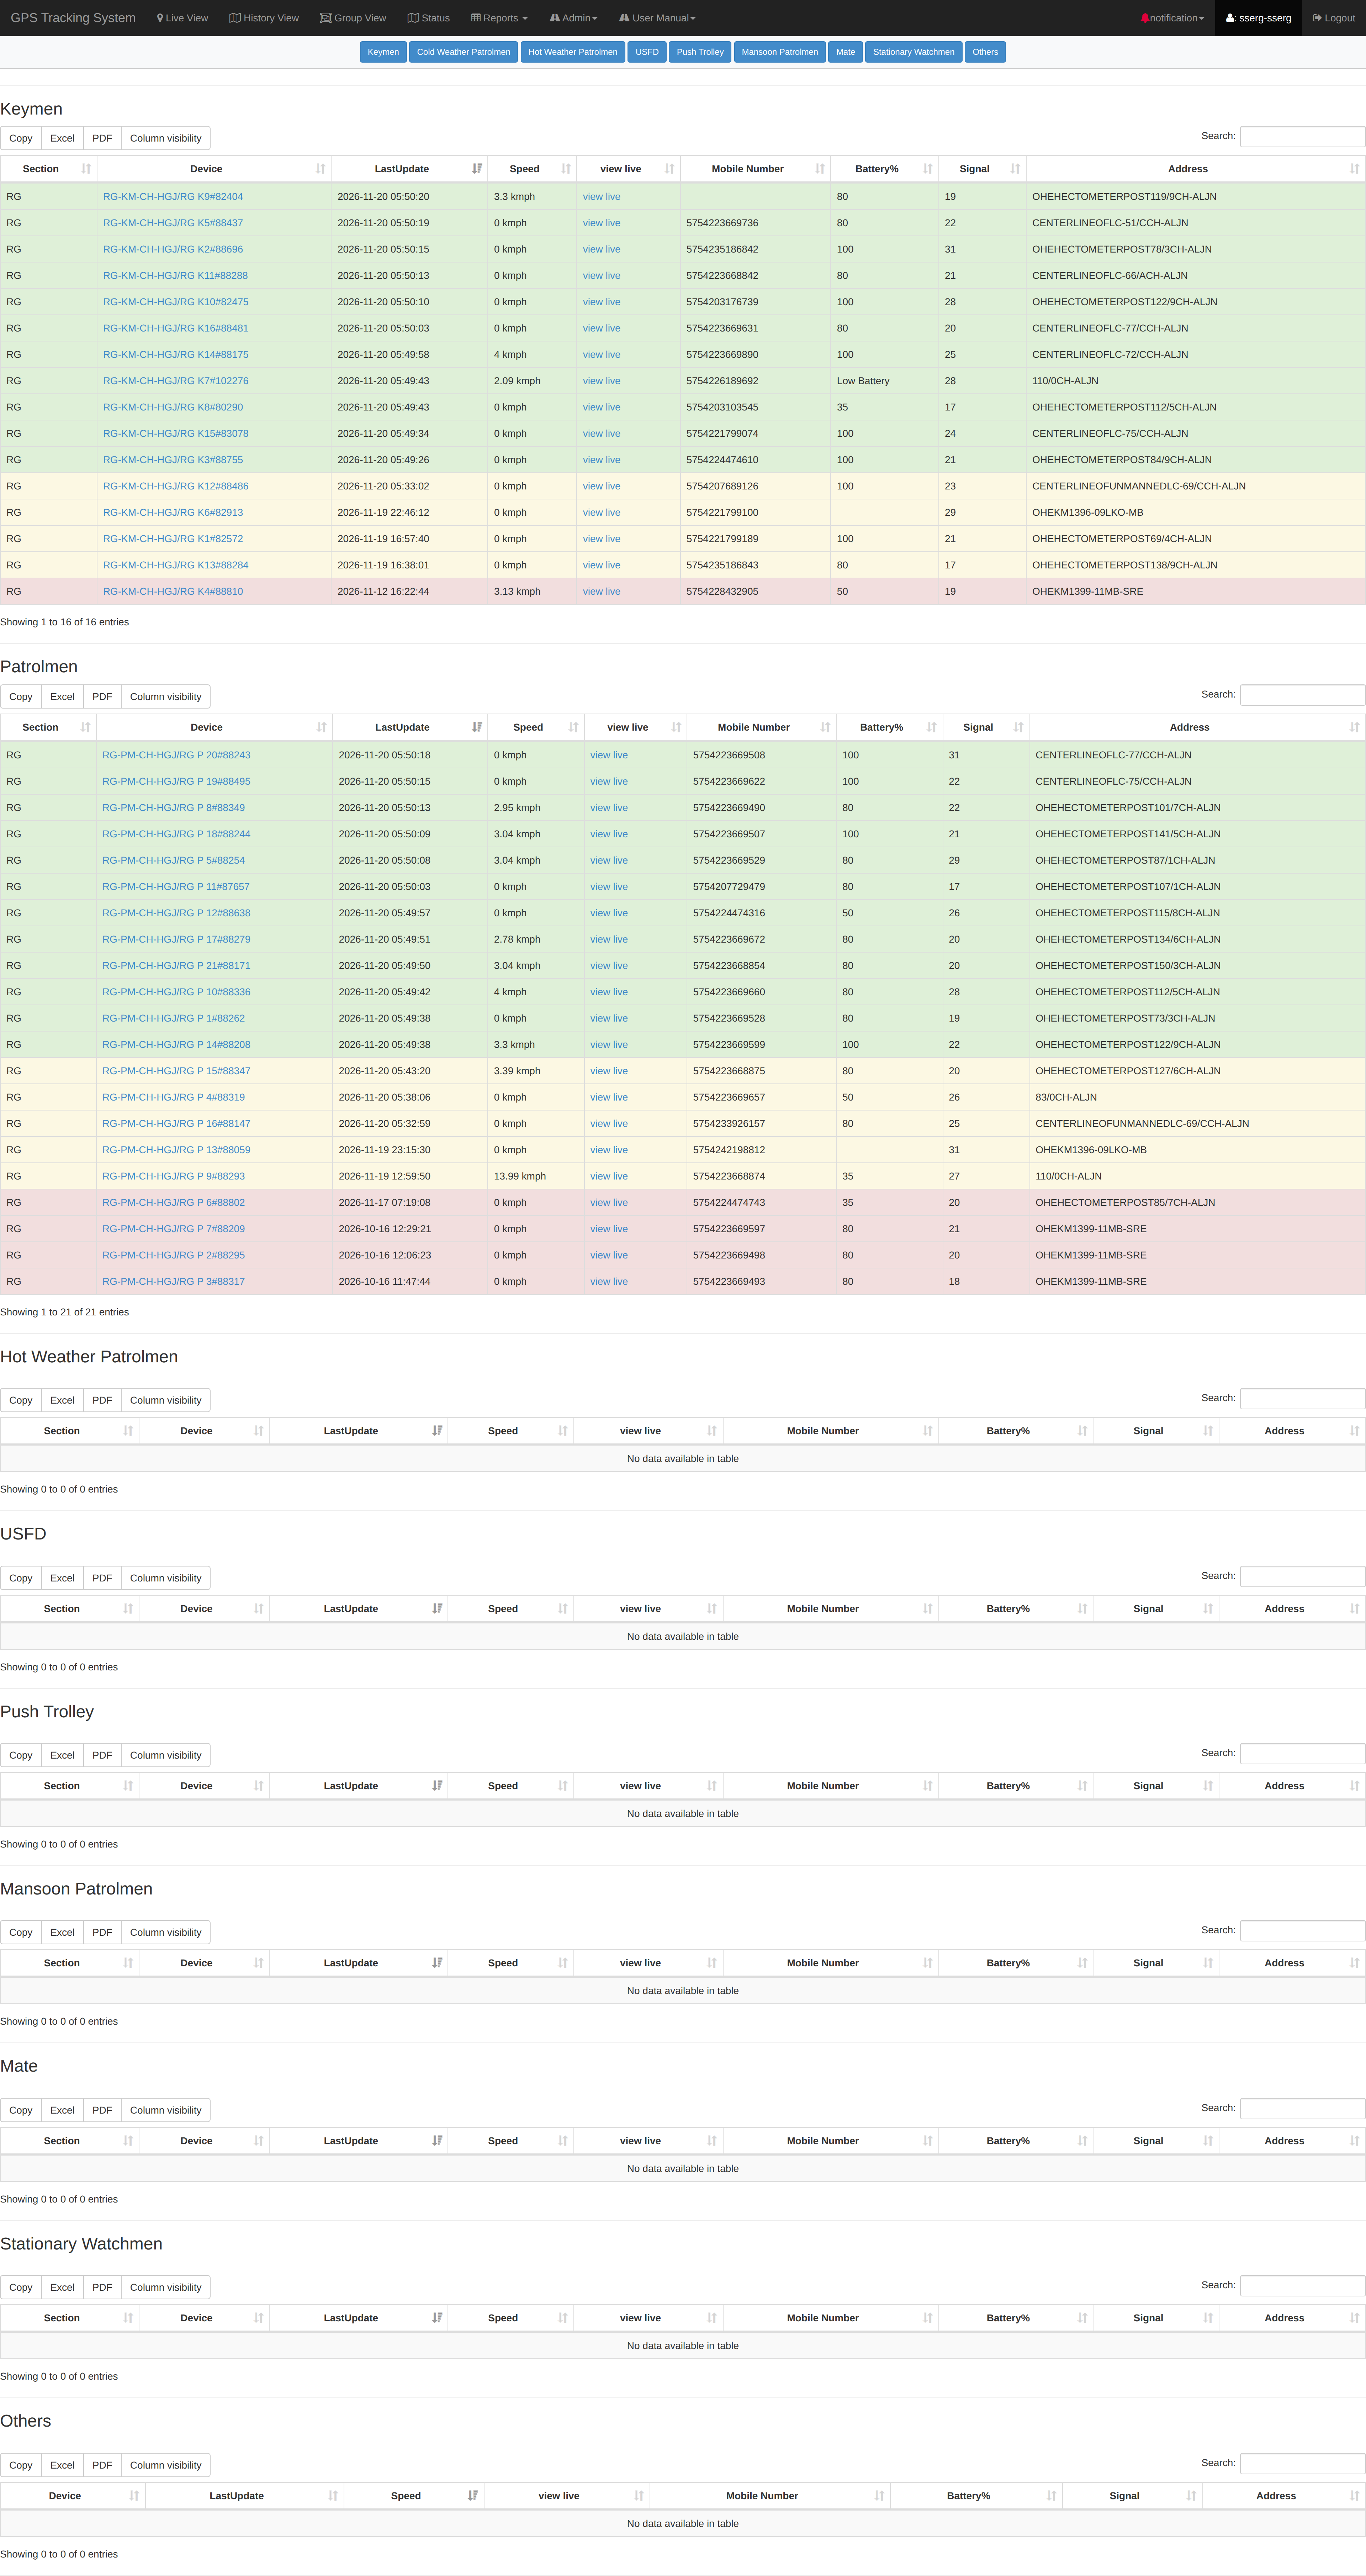 GPS Tracking System Live View History View Group View Status Reports Admin User Manual notification : sserg-sserg Logout
Keymen Cold Weather Patrolmen Hot Weather Patrolmen USFD Push Trolley Mansoon Patrolmen Mate Stationary Watchmen Others
Keymen
Copy Excel PDF Column visibility Search:
Section Device LastUpdate Speed view live Mobile Number Battery% Signal Address
RG RG-KM-CH-HGJ/RG K9#82404 2026-11-20 05:50:20 3.3 kmph view live 80 19 OHEHECTOMETERPOST119/9CH-ALJN
RG RG-KM-CH-HGJ/RG K5#88437 2026-11-20 05:50:19 0 kmph view live 5754223669736 80 22 CENTERLINEOFLC-51/CCH-ALJN
RG RG-KM-CH-HGJ/RG K2#88696 2026-11-20 05:50:15 0 kmph view live 5754235186842 100 31 OHEHECTOMETERPOST78/3CH-ALJN
RG RG-KM-CH-HGJ/RG K11#88288 2026-11-20 05:50:13 0 kmph view live 5754223668842 80 21 CENTERLINEOFLC-66/ACH-ALJN
RG RG-KM-CH-HGJ/RG K10#82475 2026-11-20 05:50:10 0 kmph view live 5754203176739 100 28 OHEHECTOMETERPOST122/9CH-ALJN
RG RG-KM-CH-HGJ/RG K16#88481 2026-11-20 05:50:03 0 kmph view live 5754223669631 80 20 CENTERLINEOFLC-77/CCH-ALJN
RG RG-KM-CH-HGJ/RG K14#88175 2026-11-20 05:49:58 4 kmph view live 5754223669890 100 25 CENTERLINEOFLC-72/CCH-ALJN
RG RG-KM-CH-HGJ/RG K7#102276 2026-11-20 05:49:43 2.09 kmph view live 5754226189692 Low Battery 28 110/0CH-ALJN
RG RG-KM-CH-HGJ/RG K8#80290 2026-11-20 05:49:43 0 kmph view live 5754203103545 35 17 OHEHECTOMETERPOST112/5CH-ALJN
RG RG-KM-CH-HGJ/RG K15#83078 2026-11-20 05:49:34 0 kmph view live 5754221799074 100 24 CENTERLINEOFLC-75/CCH-ALJN
RG RG-KM-CH-HGJ/RG K3#88755 2026-11-20 05:49:26 0 kmph view live 5754224474610 100 21 OHEHECTOMETERPOST84/9CH-ALJN
RG RG-KM-CH-HGJ/RG K12#88486 2026-11-20 05:33:02 0 kmph view live 5754207689126 100 23 CENTERLINEOFUNMANNEDLC-69/CCH-ALJN
RG RG-KM-CH-HGJ/RG K6#82913 2026-11-19 22:46:12 0 kmph view live 5754221799100 29 OHEKM1396-09LKO-MB
RG RG-KM-CH-HGJ/RG K1#82572 2026-11-19 16:57:40 0 kmph view live 5754221799189 100 21 OHEHECTOMETERPOST69/4CH-ALJN
RG RG-KM-CH-HGJ/RG K13#88284 2026-11-19 16:38:01 0 kmph view live 5754235186843 80 17 OHEHECTOMETERPOST138/9CH-ALJN
RG RG-KM-CH-HGJ/RG K4#88810 2026-11-12 16:22:44 3.13 kmph view live 5754228432905 50 19 OHEKM1399-11MB-SRE
Showing 1 to 16 of 16 entries
Patrolmen
Copy Excel PDF Column visibility Search:
Section Device LastUpdate Speed view live Mobile Number Battery% Signal Address
RG RG-PM-CH-HGJ/RG P 20#88243 2026-11-20 05:50:18 0 kmph view live 5754223669508 100 31 CENTERLINEOFLC-77/CCH-ALJN
RG RG-PM-CH-HGJ/RG P 19#88495 2026-11-20 05:50:15 0 kmph view live 5754223669622 100 22 CENTERLINEOFLC-75/CCH-ALJN
RG RG-PM-CH-HGJ/RG P 8#88349 2026-11-20 05:50:13 2.95 kmph view live 5754223669490 80 22 OHEHECTOMETERPOST101/7CH-ALJN
RG RG-PM-CH-HGJ/RG P 18#88244 2026-11-20 05:50:09 3.04 kmph view live 5754223669507 100 21 OHEHECTOMETERPOST141/5CH-ALJN
RG RG-PM-CH-HGJ/RG P 5#88254 2026-11-20 05:50:08 3.04 kmph view live 5754223669529 80 29 OHEHECTOMETERPOST87/1CH-ALJN
RG RG-PM-CH-HGJ/RG P 11#87657 2026-11-20 05:50:03 0 kmph view live 5754207729479 80 17 OHEHECTOMETERPOST107/1CH-ALJN
RG RG-PM-CH-HGJ/RG P 12#88638 2026-11-20 05:49:57 0 kmph view live 5754224474316 50 26 OHEHECTOMETERPOST115/8CH-ALJN
RG RG-PM-CH-HGJ/RG P 17#88279 2026-11-20 05:49:51 2.78 kmph view live 5754223669672 80 20 OHEHECTOMETERPOST134/6CH-ALJN
RG RG-PM-CH-HGJ/RG P 21#88171 2026-11-20 05:49:50 3.04 kmph view live 5754223668854 80 20 OHEHECTOMETERPOST150/3CH-ALJN
RG RG-PM-CH-HGJ/RG P 10#88336 2026-11-20 05:49:42 4 kmph view live 5754223669660 80 28 OHEHECTOMETERPOST112/5CH-ALJN
RG RG-PM-CH-HGJ/RG P 1#88262 2026-11-20 05:49:38 0 kmph view live 5754223669528 80 19 OHEHECTOMETERPOST73/3CH-ALJN
RG RG-PM-CH-HGJ/RG P 14#88208 2026-11-20 05:49:38 3.3 kmph view live 5754223669599 100 22 OHEHECTOMETERPOST122/9CH-ALJN
RG RG-PM-CH-HGJ/RG P 15#88347 2026-11-20 05:43:20 3.39 kmph view live 5754223668875 80 20 OHEHECTOMETERPOST127/6CH-ALJN
RG RG-PM-CH-HGJ/RG P 4#88319 2026-11-20 05:38:06 0 kmph view live 5754223669657 50 26 83/0CH-ALJN
RG RG-PM-CH-HGJ/RG P 16#88147 2026-11-20 05:32:59 0 kmph view live 5754233926157 80 25 CENTERLINEOFUNMANNEDLC-69/CCH-ALJN
RG RG-PM-CH-HGJ/RG P 13#88059 2026-11-19 23:15:30 0 kmph view live 5754242198812 31 OHEKM1396-09LKO-MB
RG RG-PM-CH-HGJ/RG P 9#88293 2026-11-19 12:59:50 13.99 kmph view live 5754223668874 35 27 110/0CH-ALJN
RG RG-PM-CH-HGJ/RG P 6#88802 2026-11-17 07:19:08 0 kmph view live 5754224474743 35 20 OHEHECTOMETERPOST85/7CH-ALJN
RG RG-PM-CH-HGJ/RG P 7#88209 2026-10-16 12:29:21 0 kmph view live 5754223669597 80 21 OHEKM1399-11MB-SRE
RG RG-PM-CH-HGJ/RG P 2#88295 2026-10-16 12:06:23 0 kmph view live 5754223669498 80 20 OHEKM1399-11MB-SRE
RG RG-PM-CH-HGJ/RG P 3#88317 2026-10-16 11:47:44 0 kmph view live 5754223669493 80 18 OHEKM1399-11MB-SRE
Showing 1 to 21 of 21 entries
Hot Weather Patrolmen
Copy Excel PDF Column visibility Search:
Section Device LastUpdate Speed view live Mobile Number Battery% Signal Address
No data available in table
Showing 0 to 0 of 0 entries
USFD
Copy Excel PDF Column visibility Search:
Section Device LastUpdate Speed view live Mobile Number Battery% Signal Address
No data available in table
Showing 0 to 0 of 0 entries
Push Trolley
Copy Excel PDF Column visibility Search:
Section Device LastUpdate Speed view live Mobile Number Battery% Signal Address
No data available in table
Showing 0 to 0 of 0 entries
Mansoon Patrolmen
Copy Excel PDF Column visibility Search:
Section Device LastUpdate Speed view live Mobile Number Battery% Signal Address
No data available in table
Showing 0 to 0 of 0 entries
Mate
Copy Excel PDF Column visibility Search:
Section Device LastUpdate Speed view live Mobile Number Battery% Signal Address
No data available in table
Showing 0 to 0 of 0 entries
Stationary Watchmen
Copy Excel PDF Column visibility Search:
Section Device LastUpdate Speed view live Mobile Number Battery% Signal Address
No data available in table
Showing 0 to 0 of 0 entries
Others
Copy Excel PDF Column visibility Search:
Device LastUpdate Speed view live Mobile Number Battery% Signal Address
No data available in table
Showing 0 to 0 of 0 entries